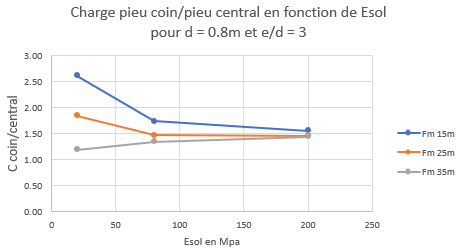 Charge pieu coin/pieu central en fonction de Esol
pour d = 0.8m et e/d = 3
3.00
2.50
2.00
1.50
1.00
0.50
0.00
C coin/central
0 50 100 150 200 250
Esol en Mpa
Fm 15m
Fm 25m
Fm 35m